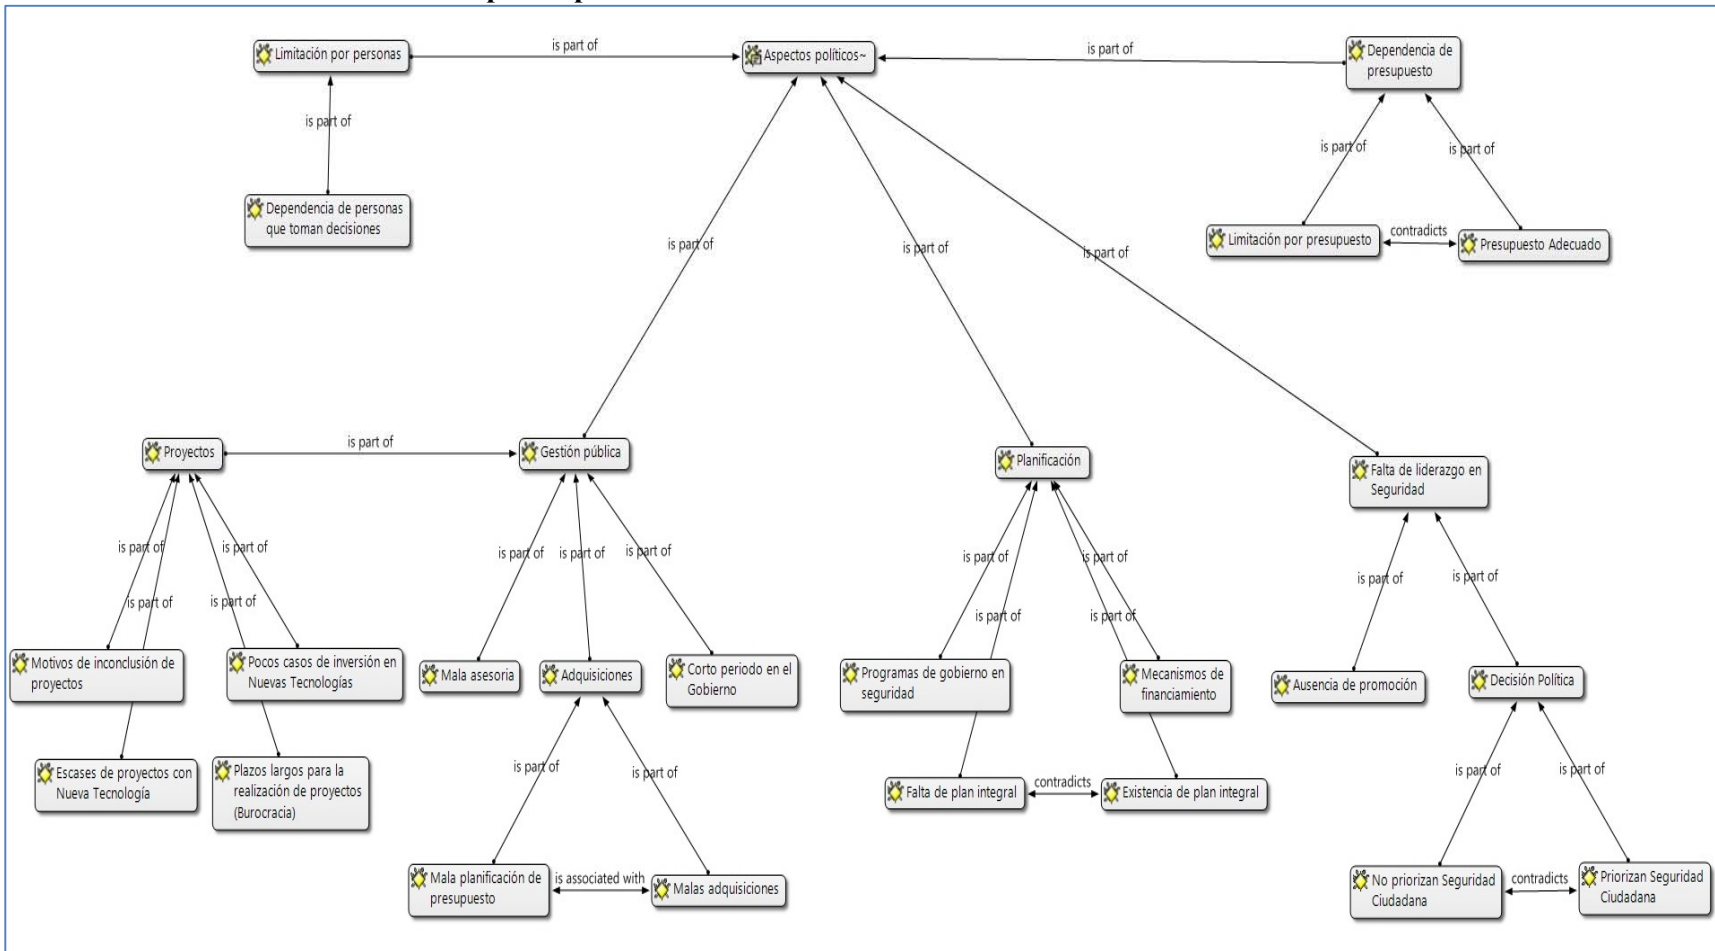 Limitación por personas
is part of
Aspectos políticos~
is part of
Dependencia de
presupuesto
is part of
is part of
is part of
Dependencia de personas
que toman decisiones
is part of
is part of
is part of
Limitación por presupuesto
contradicts
Presupuesto Adecuado
Proyectos
is part of
Gestión pública
Planificación
Falta de liderazgo en
Seguridad
is part of
is part of
is part of
is part of
is part of
is part of
is part of
is part of
is part of
is part of
is part of
is part of
is part of
Motivos de inconclusión de
proyectos
Pocos casos de inversión en
Nuevas Tecnologías
Mala asesoria
Adquisiciones
Corto periodo en el
Gobierno
Programas de gobierno en
seguridad
Mecanismos de
financiamiento
Ausencia de promoción
Decisión Política
Escases de proyectos con
Nueva Tecnología
Plazos largos para la
realización de proyectos
(Burocracia)
is part of
is part of
Falta de plan integral
contradicts
Existencia de plan integral
is part of
is part of
Mala planificación de
presupuesto
is associated with
Malas adquisiciones
No priorizan Seguridad
Ciudadana
contradicts
Priorizan Seguridad
Ciudadana